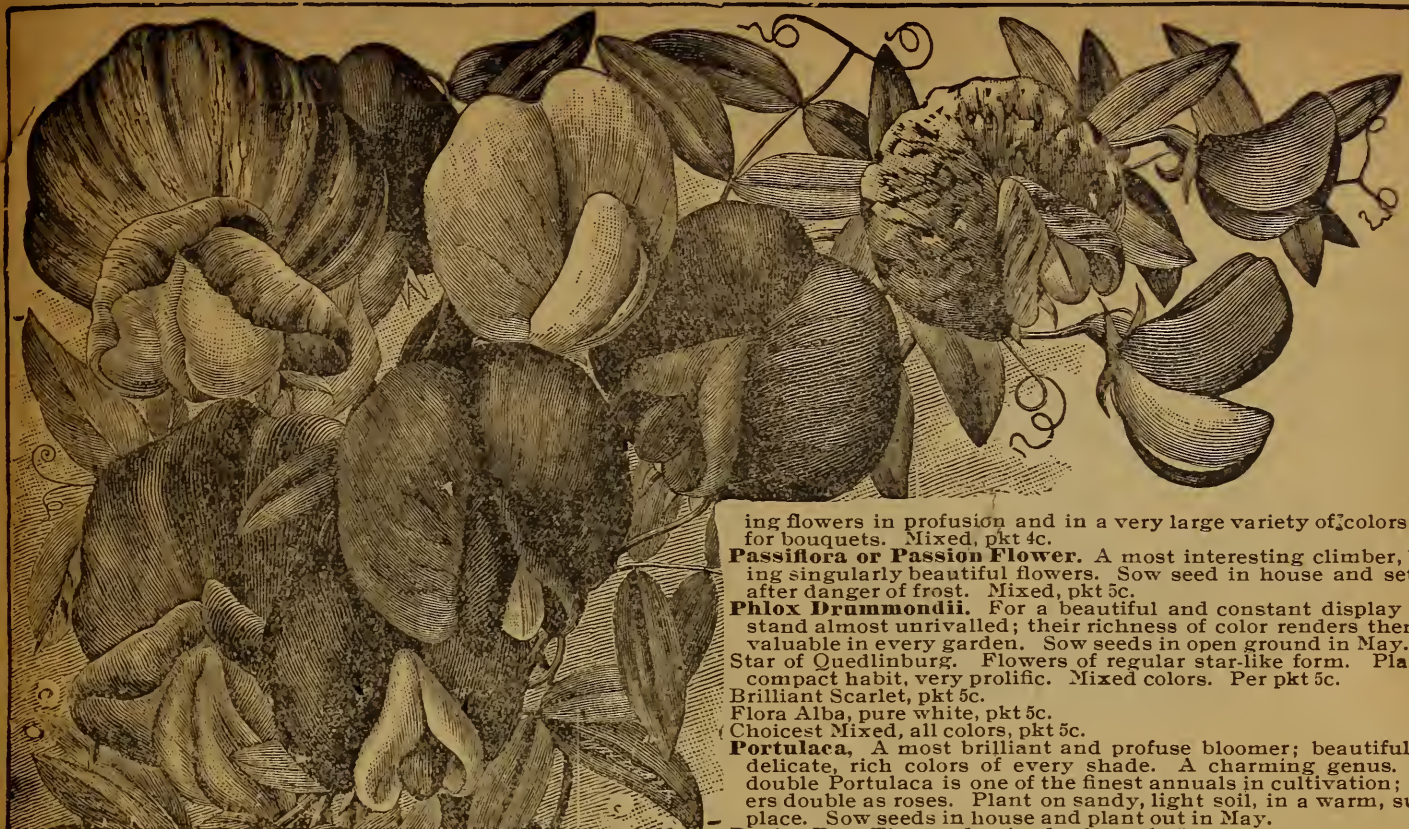 ing flowers in profusion and in a very large variety of colors
for bouquets. Mixed, pkt 4c.
Passiflora or Passion Flower. A most interesting climber,
ing singularly beautiful flowers. Sow seed in house and
after danger of frost. Mixed, pkt 5c.
Phlox Drummondii. For a beautiful and constant display
stand almost unrivalled; their richness of color renders
valuable in every garden. Sow seeds in open ground in May.
Star of Quedlinburg. Flowers of regular star-like form.
compact habit, very prolific. Mixed colors. Per pkt 5c.
Brilliant Scarlet, pkt 5c.
Flora Alba, pure white, pkt 5c.
Choicest Mixed, all colors, pkt 5c.
Portulaca, A most brilliant and profuse bloomer; beautiful
delicate, rich colors of every shade. A charming genus.
double Portulaca is one of the finest annuals in cultivation;
ers double as roses. Plant on sandy, light soil, in a warm,
place. Sow seeds in house and plant out in May.